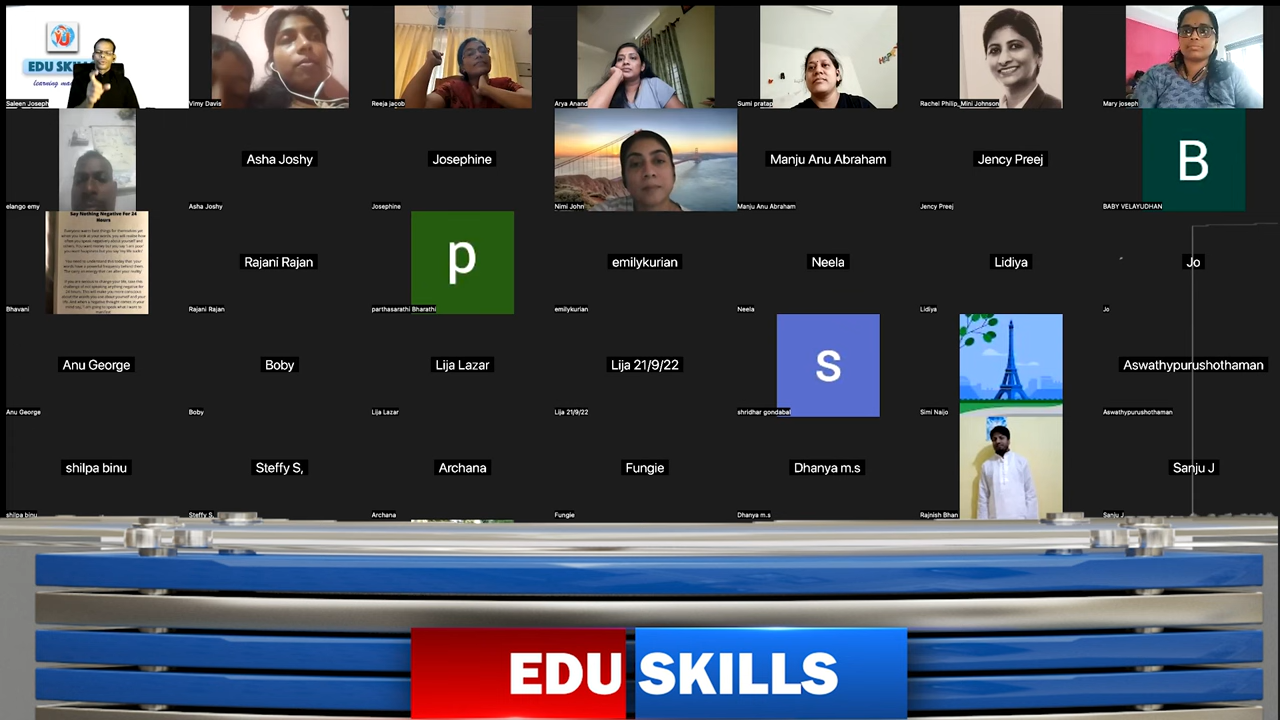 EDU SKI
learning ma
Saleen Joseph
Vimy Davis
Reeja jacob
Arya Anand
Sumi pratap
Rachel Philip_Mini Johnson
Mary joseph
Asha Joshy
Josephine
Manju Anu Abraham
Jency Preej
B
elango emy
Asha Joshy
Josephine
Nimi John
Manju Anu Abraham
Jency Preej
BABY VELAYUDHAN
Say Nothing Negative For 24
Hours
Rajani Rajan
p
emilykurian
Neela
Lidiya
Jo
Bhavani
Rajani Rajan
parthasarathi Bharathi
emilykurian
Neela
Lidiya
Jo
Anu George
Boby
Lija Lazar
Lija 21/9/22
S
Aswathypurushothaman
Anu George
Boby
Lija Lazar
Lija 21/9/22
shridhar gondabal
Simi Naijo
Aswathypurushothaman
shilpa binu
Steffy S,
Archana
Fungie
Dhanya m.s
Sanju J
shilpa binu
Steffy S,
Archana
Fungie
Dhanya m.s
Rajnish Bhan
Sanju J
EDU SKILLS